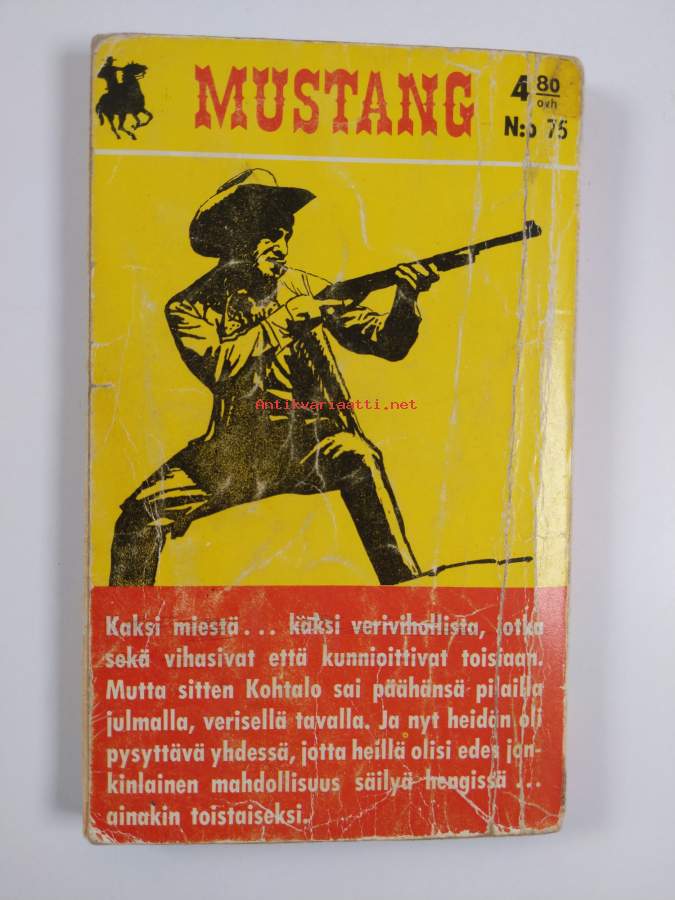 MUSTANG
4 80
ovh
N:o 75
Antikvariaatti.net
Kaksi miestä... kaksi verivihollista, jotka
sekä vihasivat että kunnioittivat toisiaan.
Mutta sitten Kohtalo sai päähänsä pilailla
julmalla, verisellä tavalla. Ja nyt heidän oli
pysyttävä yhdessä, jotta heillä olisi edes jon-
kinlainen mahdollisuus säilyä hengissä ...
ainakin toistaiseksi.